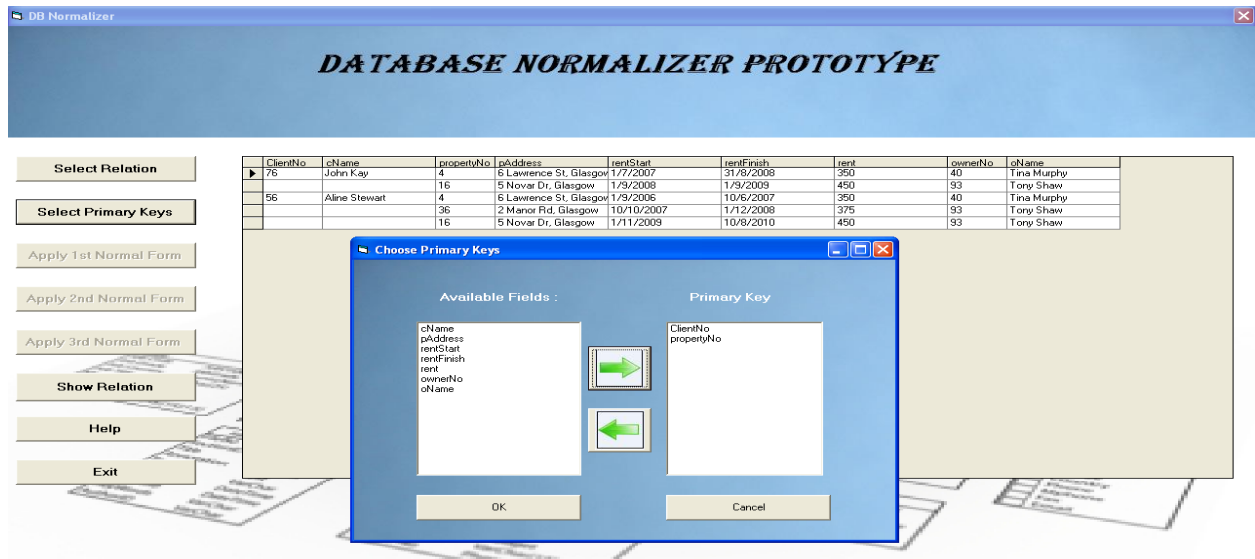 DB Normalizer
DATABASE NORMALIZER PROTOTYPE
Select Relation
Select Primary Keys
Apply 1st Normal Form
Apply 2nd Normal Form
Apply 3rd Normal Form
Show Relation
Help
Exit
ClientNo cName propertyNo pAddress rentStart rentFinish rent ownerNo oName
76 John Kay 4 6 Lawrence St, Glasgow 1/7/2007 31/8/2008 350 40 Tina Murphy
16 5 Novar Dr, Glasgow 1/9/2008 1/9/2009 450 93 Tony Shaw
56 Aline Stewart 4 6 Lawrence St, Glasgow 1/9/2006 10/6/2007 350 40 Tina Murphy
36 2 Manor Rd, Glasgow 10/10/2007 1/12/2008 375 93 Tony Shaw
16 5 Novar Dr, Glasgow 1/11/2009 10/8/2010 450 93 Tony Shaw
Choose Primary Keys
Available Fields :
cName
pAddress
rentStart
rentFinish
rent
ownerNo
oName
Primary Key
ClientNo
propertyNo
OK
Cancel